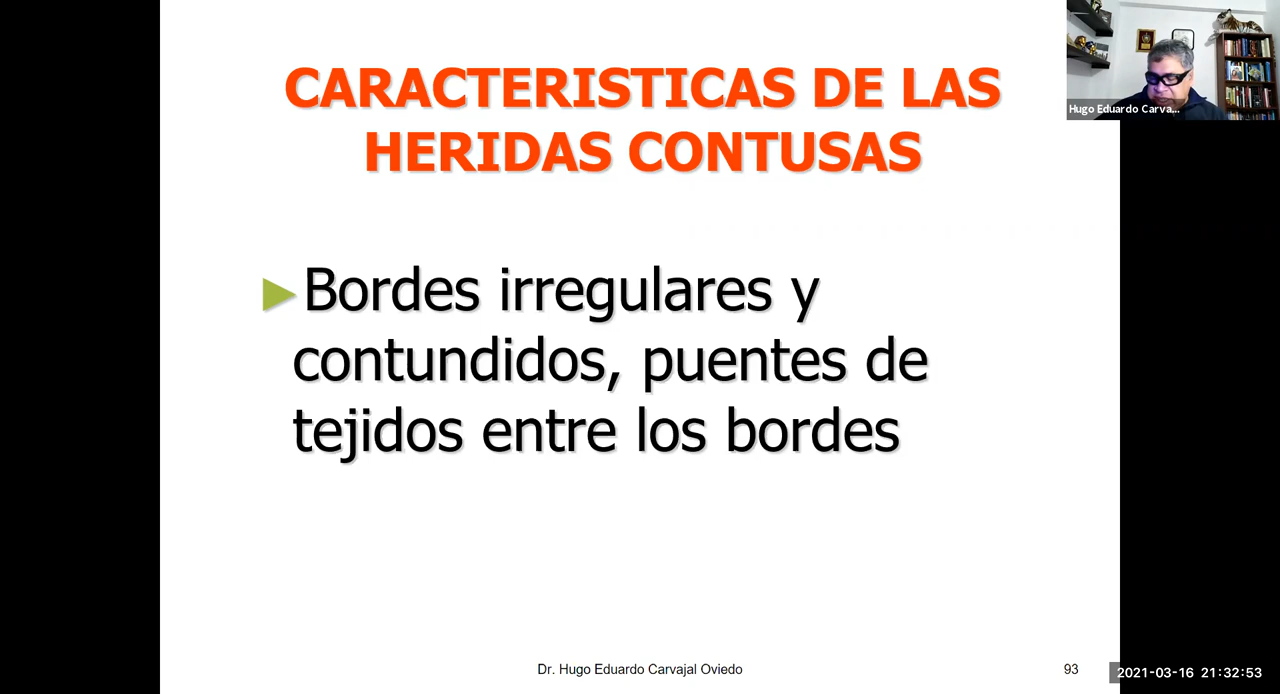 CARACTERISTICAS DE LAS
HERIDAS CONTUSAS
Hugo Eduardo Carva...
►Bordes irregulares y
contundidos, puentes de
tejidos entre los bordes
Dr. Hugo Eduardo Carvajal Oviedo
93
2021-03-16 21:32:53